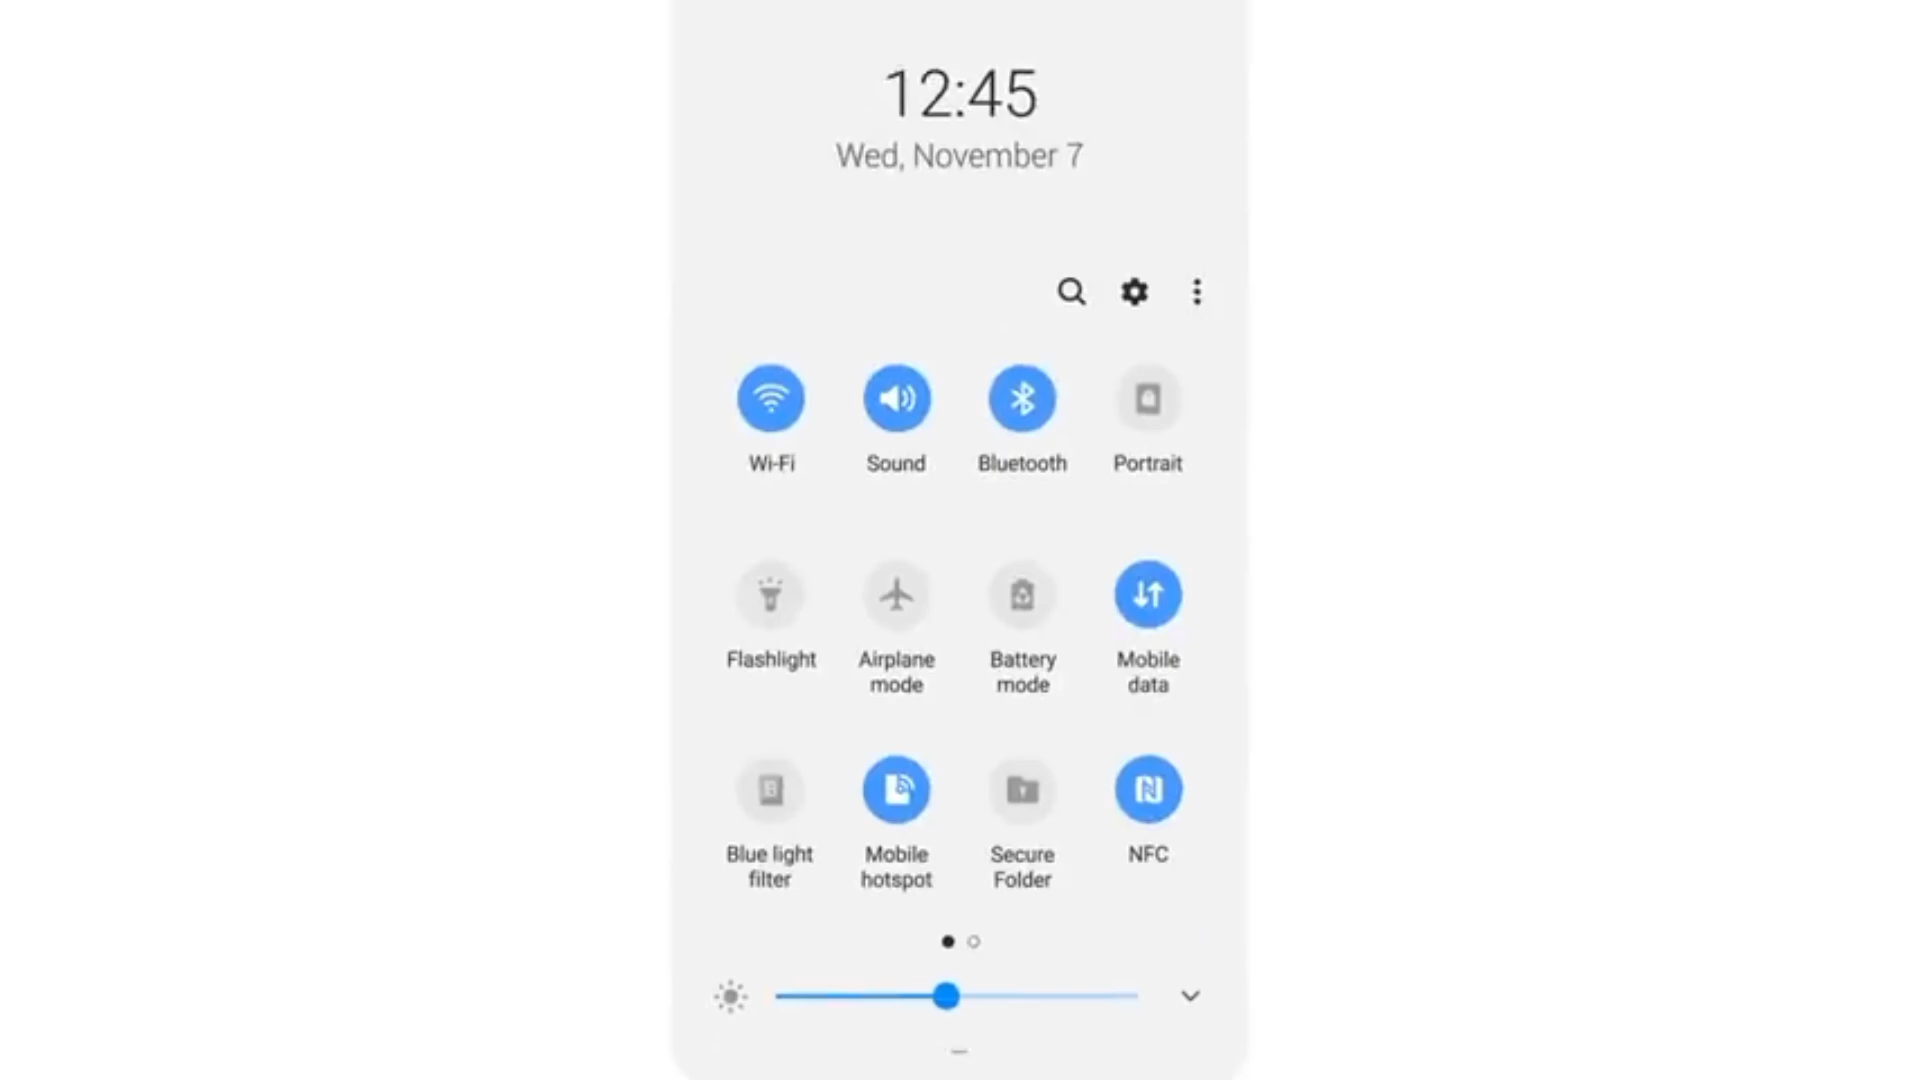 12:45
Wed, November 7
Wi-Fi
Sound
Bluetooth
Portrait
Flashlight
Airplane
mode
Battery
mode
Mobile
data
Blue light
filter
Mobile
hotspot
Secure
Folder
NFC